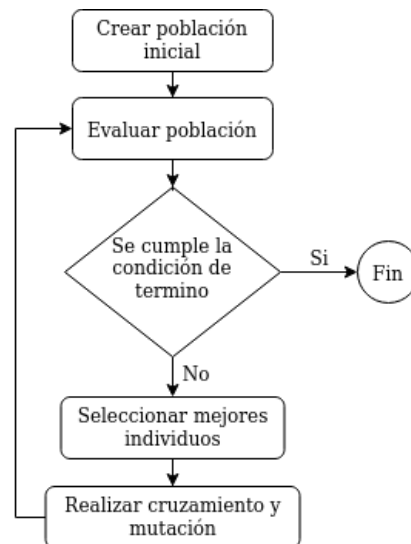 Crear población
inicial
Evaluar población
Se cumple la
condición de
termino
Si
Fin
No
Seleccionar mejores
individuos
Realizar cruzamiento y
mutación